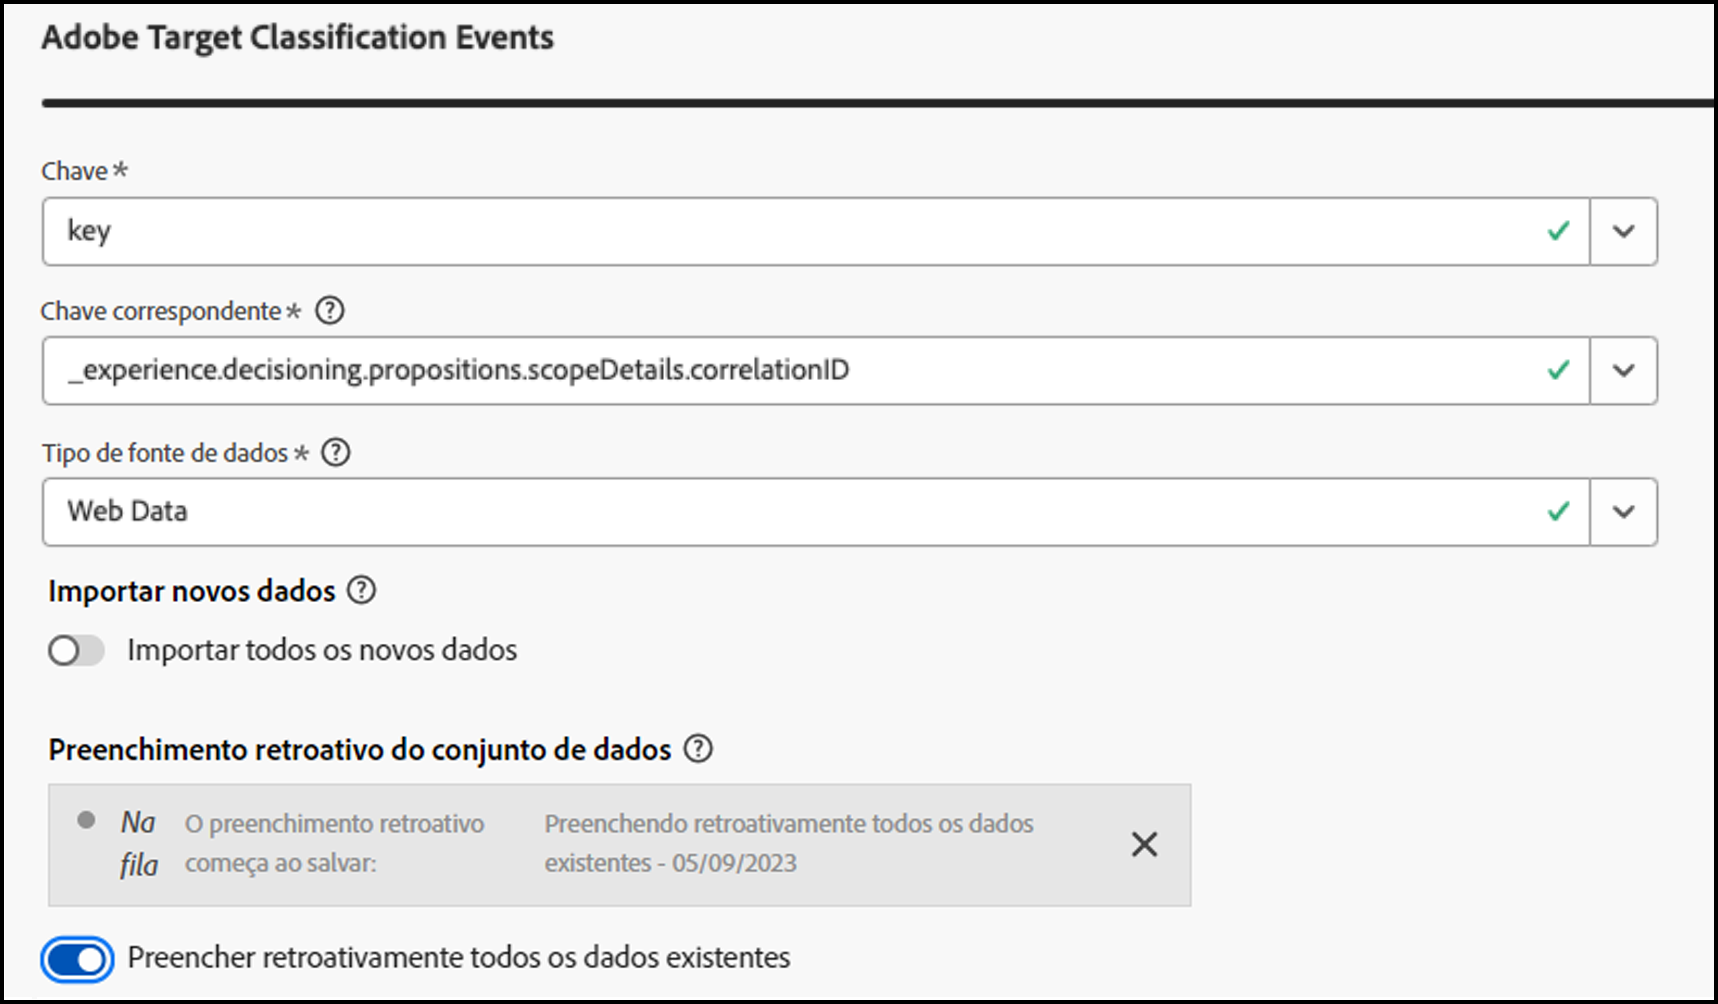 Adobe Target Classification Events
Chave*
key
Chave correspondente*
_experience.decisioning.propositions.scopeDetails.correlationID
Tipo de fonte de dados*
Web Data
Importar novos dados
Importar todos os novos dados
Preenchimento retroativo do conjunto de dados
Na fila
O preenchimento retroativo
começa ao salvar:
Preenchendo retroativamente todos os dados
existentes - 05/09/2023
Preencher retroativamente todos os dados existentes